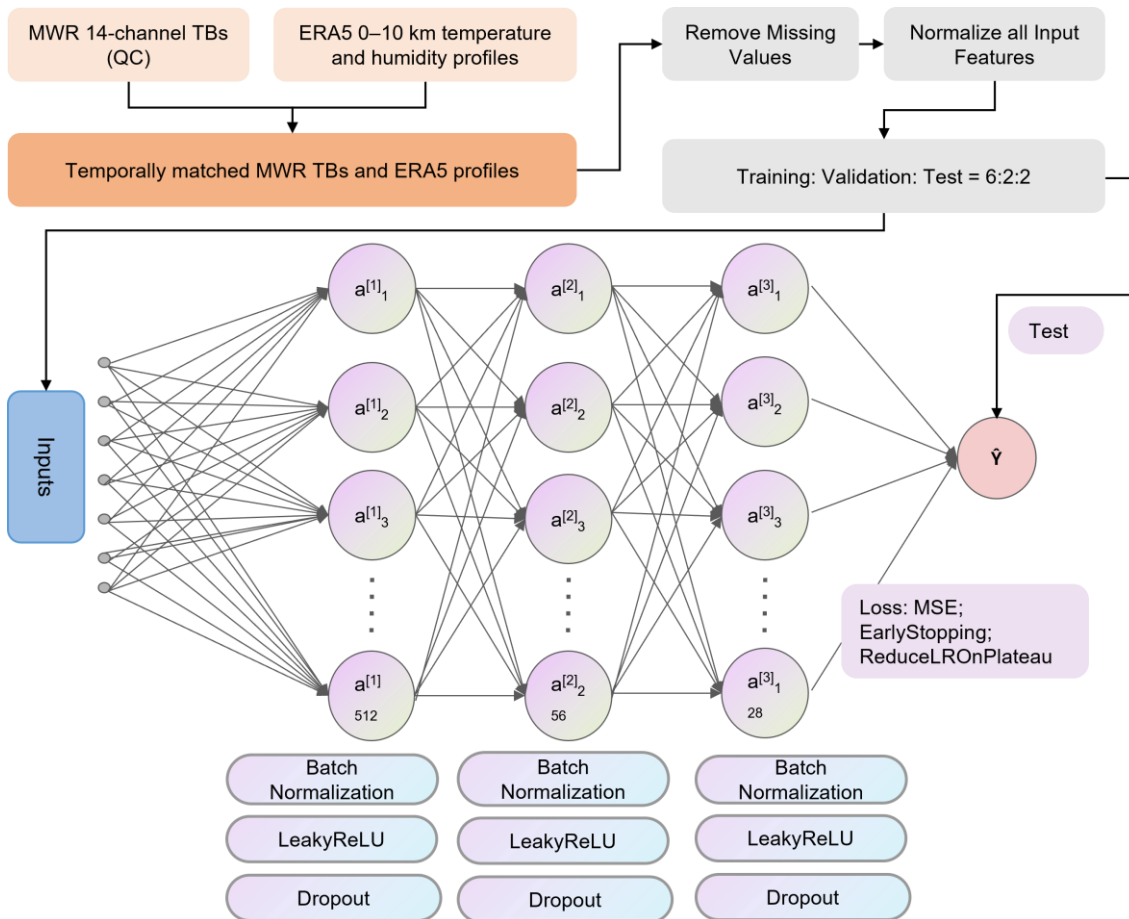 MWR 14-channel TBs
(QC)
ERA5 0–10 km temperature
and humidity profiles
Remove Missing
Values
Normalize all Input
Features
Temporally matched MWR TBs and ERA5 profiles
Training: Validation: Test = 6:2:2
Inputs
a[1]1
a[2]1
a[3]1
a[1]2
a[2]2
a[3]2
a[1]3
a[2]3
a[3]3
a[1]
512
a[2]2
56
a[3]1
28
Test
Ŷ
Loss: MSE;
EarlyStopping;
ReduceLROnPlateau
Batch
Normalization
LeakyReLU
Dropout
Batch
Normalization
LeakyReLU
Dropout
Batch
Normalization
LeakyReLU
Dropout